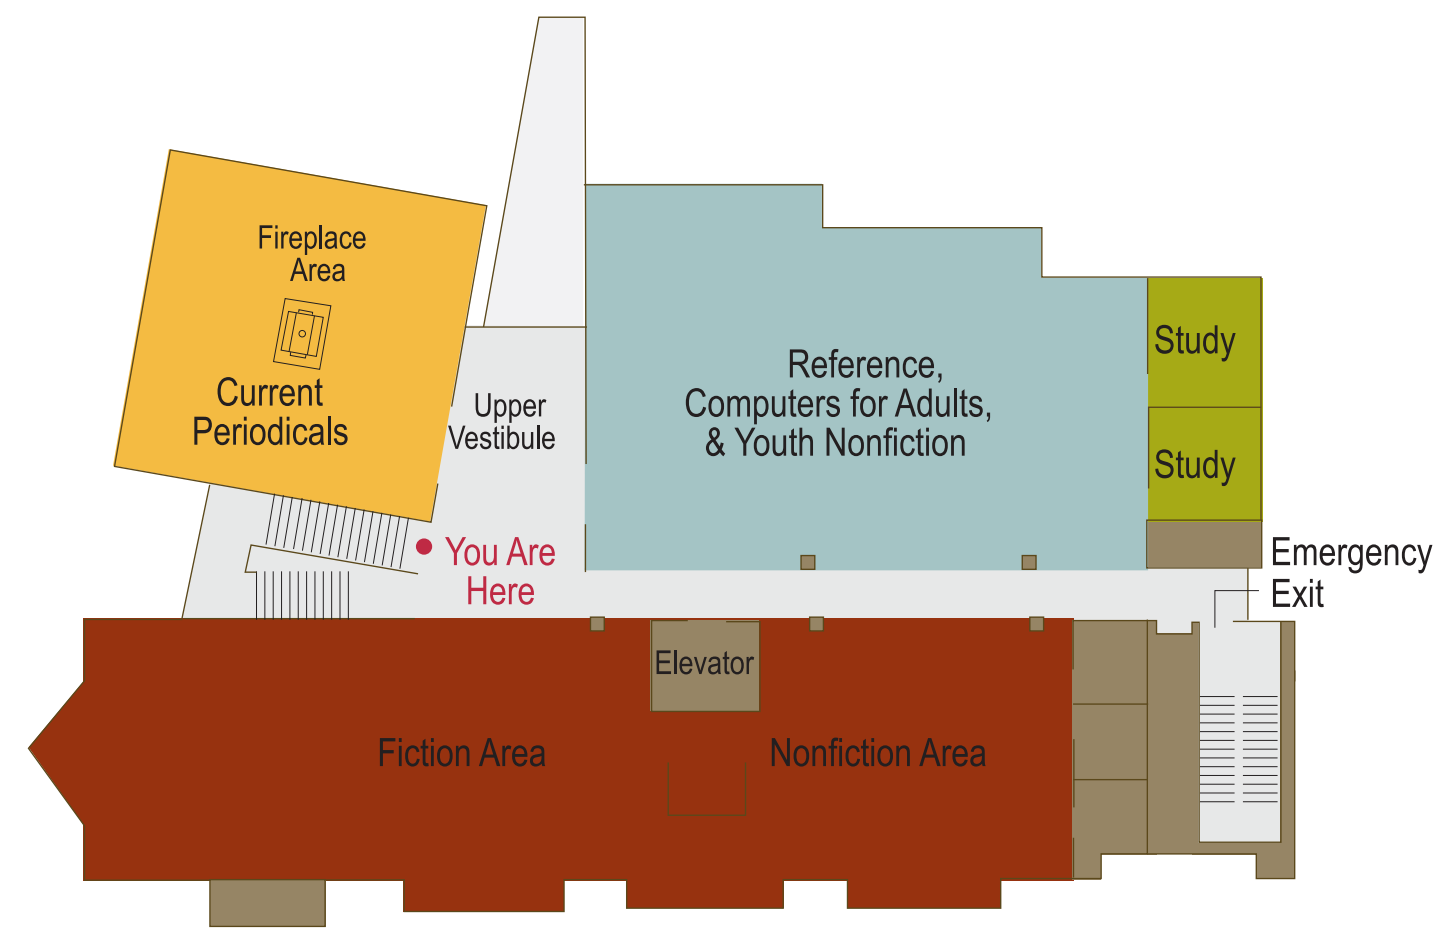 Fireplace
Area
Current
Periodicals
Upper
Vestibule
Reference,
Computers for Adults,
& Youth Nonfiction
Study
Study
You Are
Here
Emergency
Exit
Elevator
Fiction Area
Nonfiction Area